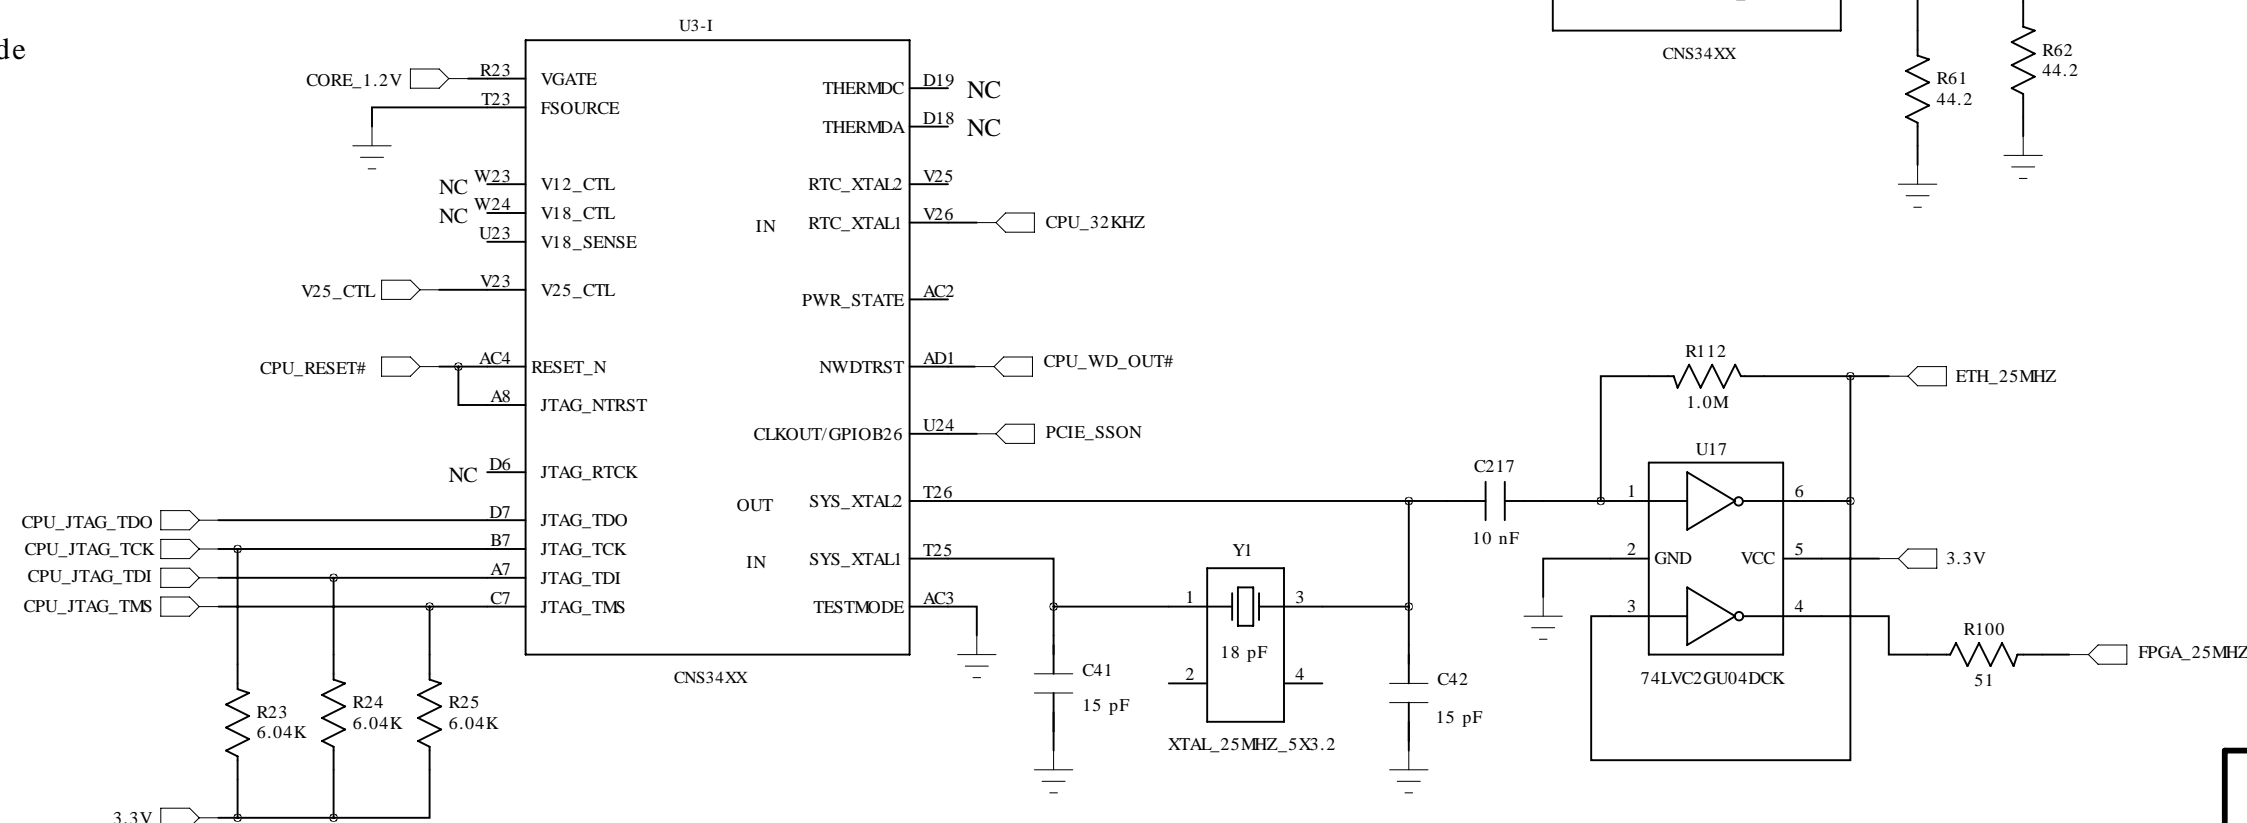 de
U3-I
CNS34XX
R61
44.2
R62
44.2
CORE_1.2V
R23
VGATE
T23
FSOURCE
NC
W23
V12_CTL
NC
W24
V18_CTL
U23
V18_SENSE
V25_CTL
V23
V25_CTL
CPU_RESET#
AC4
RESET_N
A8
JTAG_NTRST
NC
D6
JTAG_RTCK
CPU_JTAG_TDO
D7
JTAG_TDO
CPU_JTAG_TCK
B7
JTAG_TCK
CPU_JTAG_TDI
A7
JTAG_TDI
CPU_JTAG_TMS
C7
JTAG_TMS
THERMDC
D19
NC
THERMDA
D18
NC
RTC_XTAL2
V25
IN
RTC_XTAL1
V26
CPU_32KHZ
PWR_STATE
AC2
NWDTRST
AD1
CPU_WD_OUT#
CLKOUT/GPIOB26
U24
PCIE_SSON
OUT
SYS_XTAL2
T26
IN
SYS_XTAL1
T25
TESTMODE
AC3
CNS34XX
R23
6.04K
R24
6.04K
R25
6.04K
3.3V
C41
15 pF
Y1
1
3
18 pF
2
4
XTAL_25MHZ_5X3.2
C42
15 pF
C217
10 nF
R112
1.0M
ETH_25MHZ
U17
1
6
2
GND
VCC
5
3.3V
3
4
74LVC2GU04DCK
R100
51
FPGA_25MHZ